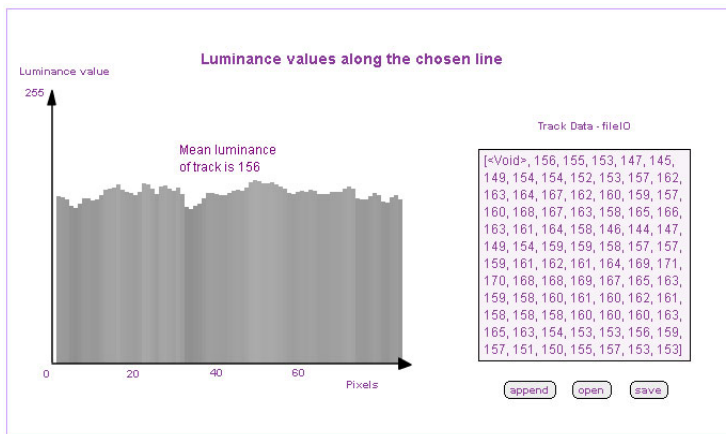 Luminance values along the chosen line
Luminance value
255
Mean luminance
of track is 156
0
20
40
60
Pixels
Track Data - fileIO
[<Void>, 156, 155, 153, 147, 145,
149, 154, 154, 152, 153, 157, 162,
163, 164, 167, 162, 160, 159, 157,
160, 168, 167, 163, 158, 165, 166,
163, 161, 164, 158, 146, 144, 147,
149, 154, 159, 159, 158, 157, 157,
159, 161, 162, 161, 164, 169, 171,
170, 168, 168, 169, 167, 165, 163,
159, 158, 160, 161, 160, 162, 161,
158, 158, 158, 160, 160, 160, 163,
165, 163, 154, 153, 153, 156, 159,
157, 151, 150, 155, 157, 153, 153]
append
open
save